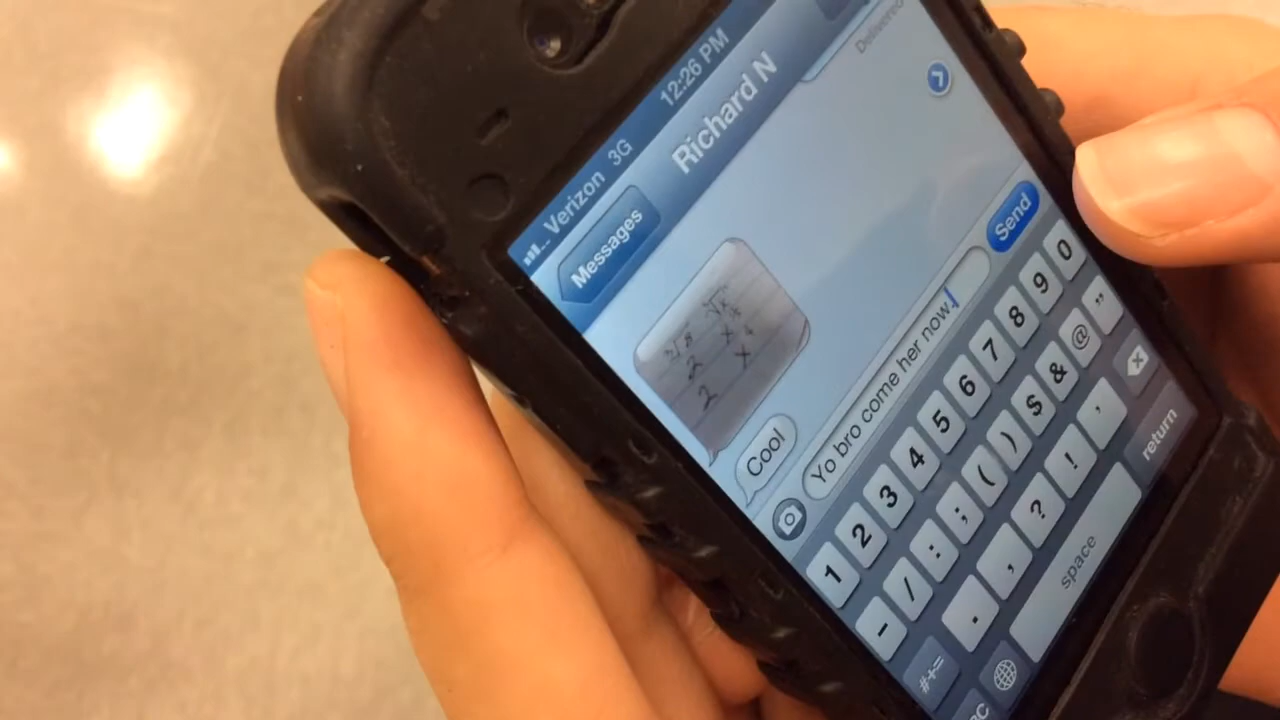 Verizon 3G 12:26 PM
Messages Richard N
Delivered
Cool
Yo bro come her now. Send
1 2 3 4 5 6 7 8 9 0
- / : ; ( ) $ & @ "
#+= . , ? ! '
space return